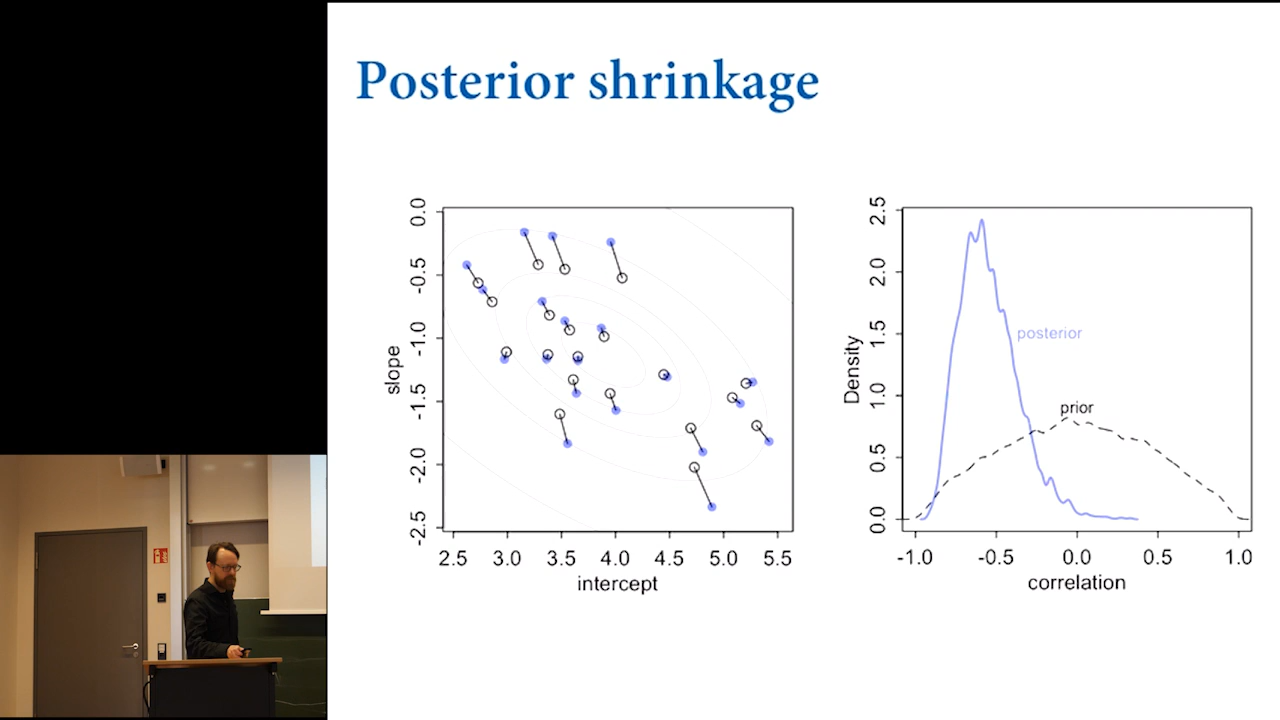 Posterior shrinkage
0.0
-0.5
-1.0
-1.5
-2.0
-2.5
slope
2.5 3.0 3.5 4.0 4.5 5.0 5.5
intercept
2.5
2.0
1.5
1.0
0.5
0.0
Density
posterior
prior
-1.0 -0.5 0.0 0.5 1.0
correlation